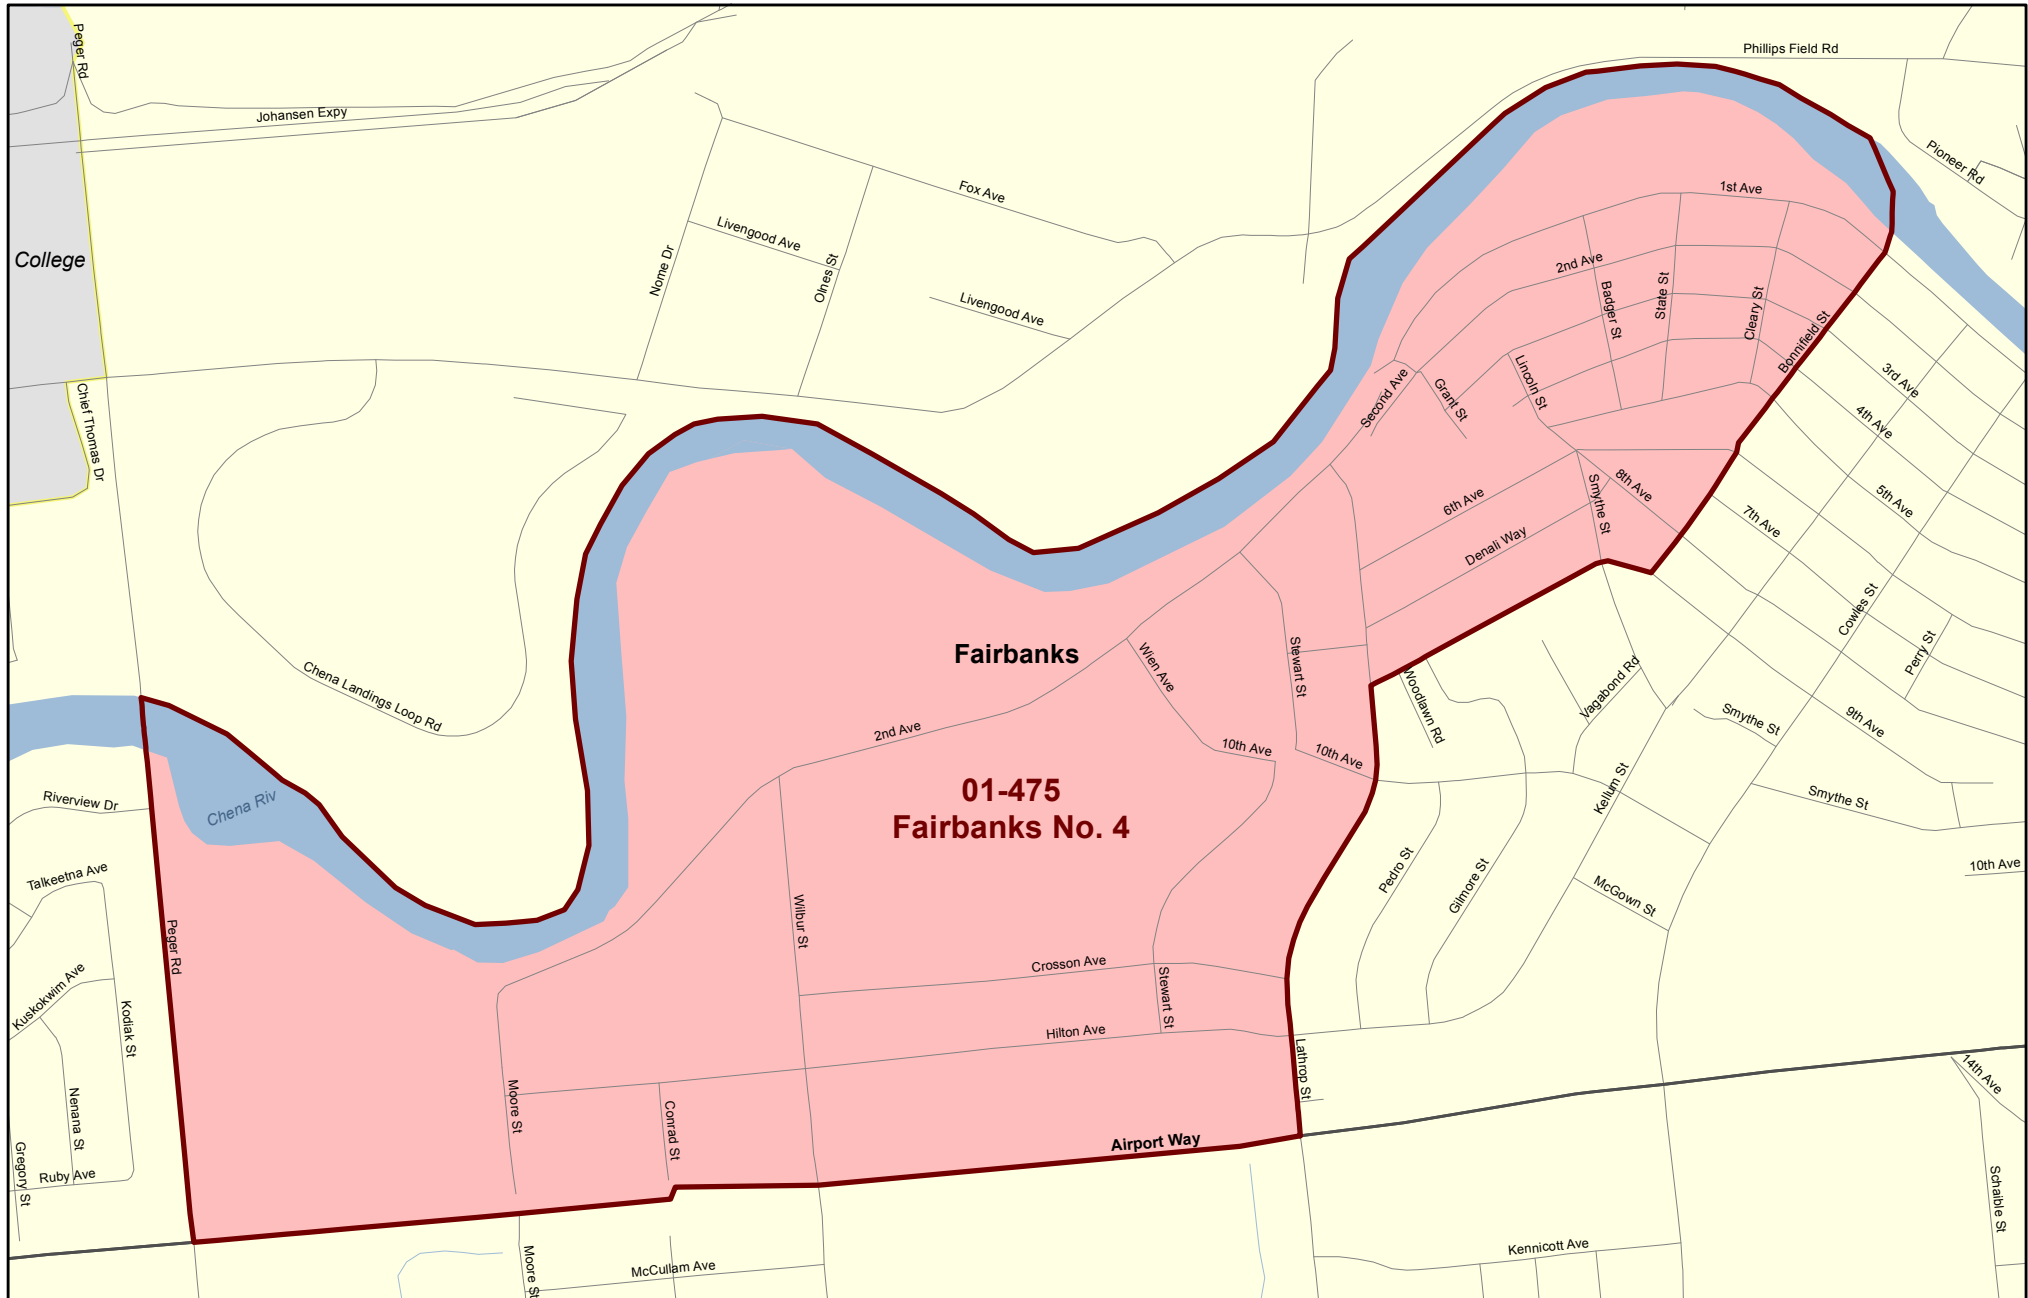 Phillips Field Rd
Peger Rd
Johansen Expy
Pioneer Rd
Fox Ave
1st Ave
Livengood Ave
College
Nome Dr
Olnes St
2nd Ave
Livengood Ave
Badger St
State St
Cleary St
Bonnifield St
Lincoln St
3rd Ave
Second Ave
Grant St
4th Ave
Chief Thomas Dr
6th Ave
Smythe St
8th Ave
5th Ave
7th Ave
Denali Way
Cowles St
Perry St
Fairbanks
Wien Ave
Stewart St
Chena Landings Loop Rd
Woodlawn Rd
Vagabond Rd
Smythe St
9th Ave
2nd Ave
10th Ave
10th Ave
01-475
Fairbanks No. 4
Riverview Dr
Chena Riv
Kellum St
Smythe St
Talkeetna Ave
Pedro St
Gilmore St
McGown St
10th Ave
Peger Rd
Wilbur St
Crosson Ave
Kuskokwim Ave
Kodiak St
Stewart St
Hilton Ave
Lathrop St
14th Ave
Nenana St
Moore St
Conrad St
Airport Way
Gregory St
Ruby Ave
Schaible St
Moore St
McCullam Ave
Kennicott Ave